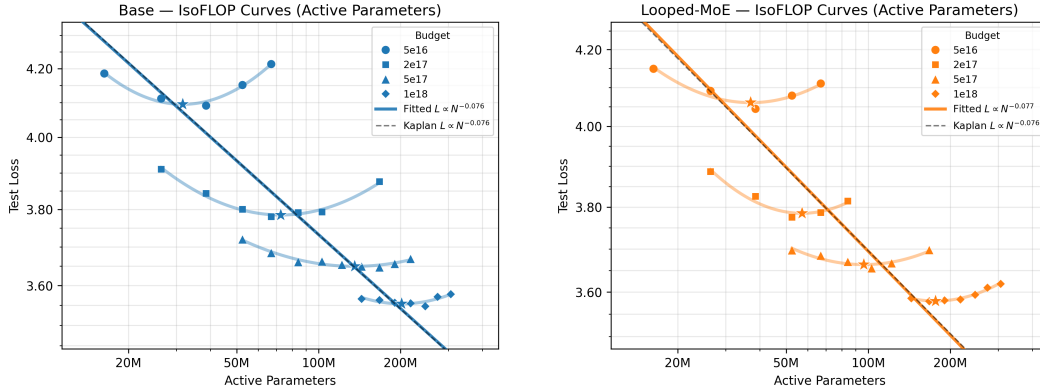 Base — IsoFLOP Curves (Active Parameters)
Test Loss
4.20
4.00
3.80
3.60
Budget
5e16
2e17
5e17
1e18
Fitted L ∝ N^−0.076
Kaplan L ∝ N^−0.076
20M 50M 100M 200M
Active Parameters
Looped-MoE — IsoFLOP Curves (Active Parameters)
Test Loss
4.20
4.00
3.80
3.60
Budget
5e16
2e17
5e17
1e18
Fitted L ∝ N^−0.077
Kaplan L ∝ N^−0.076
20M 50M 100M 200M
Active Parameters